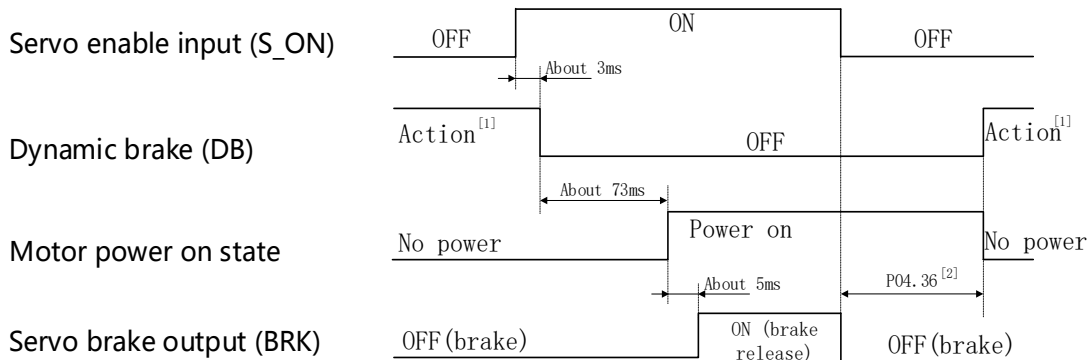 Servo enable input (S_ON)
OFF
ON
OFF
About 3ms
Dynamic brake (DB)
Action[1]
OFF
Action[1]
About 73ms
Motor power on state
No power
Power on
No power
About 5ms
P04.36[2]
Servo brake output (BRK)
OFF(brake)
ON (brake
release)
OFF(brake)